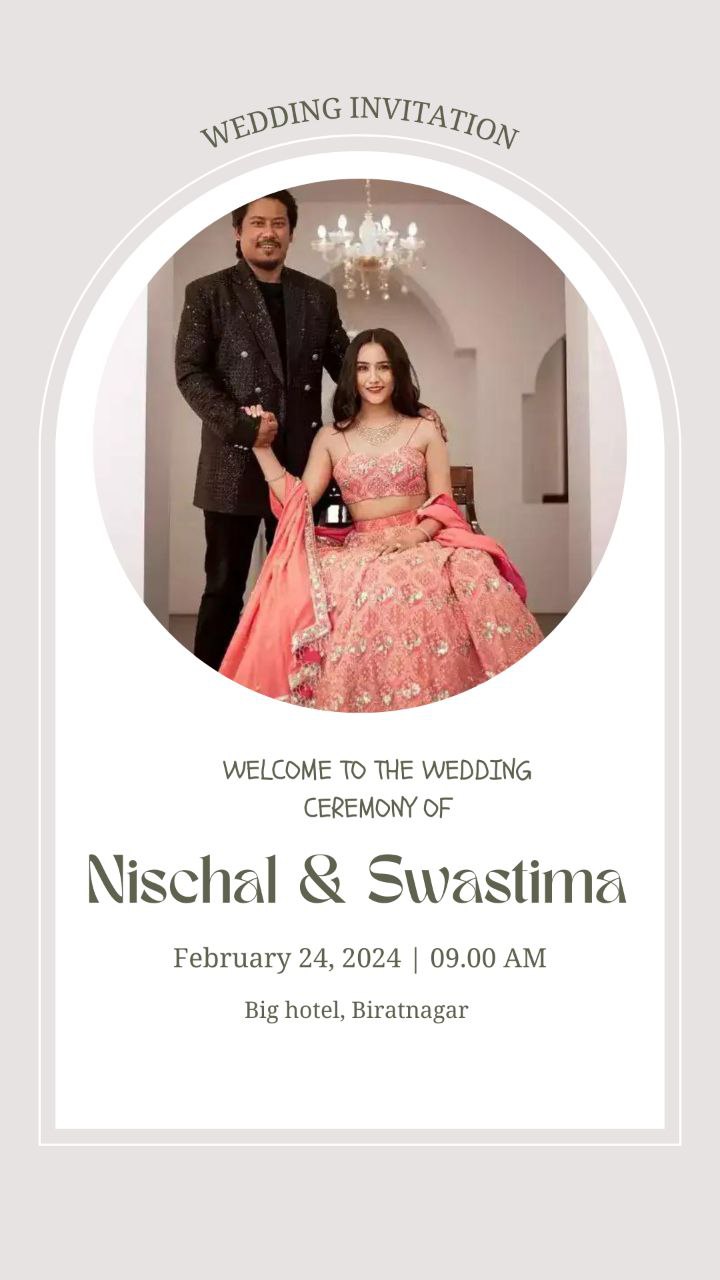 WEDDING INVITATION
WELCOME TO THE WEDDING
CEREMONY OF
Nischal & Swastima
February 24, 2024 | 09.00 AM
Big hotel, Biratnagar